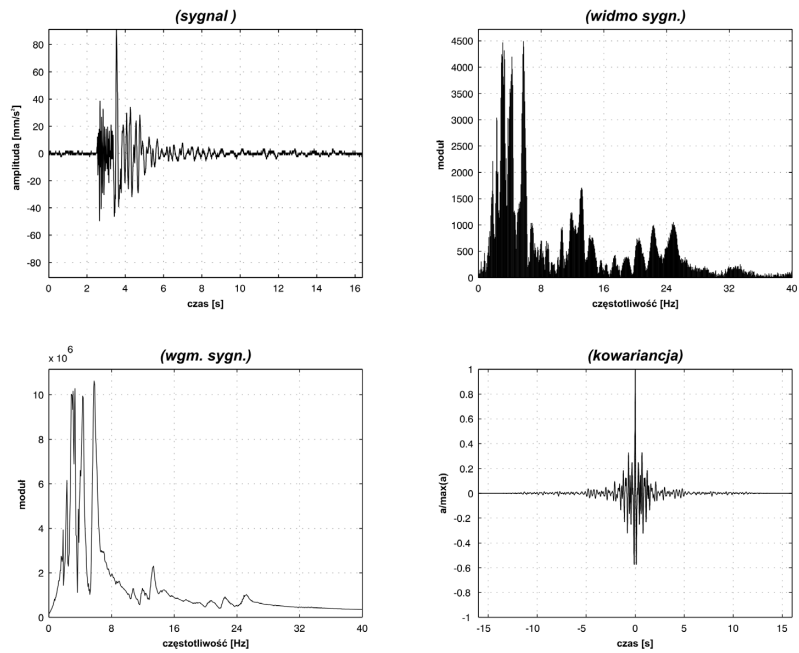 (sygnal )
80
60
40
20
0
-20
-40
-60
-80
amplituda [mm/s²]
0 2 4 6 8 10 12 14 16
czas [s]
(widmo sygn.)
4500
4000
3500
3000
2500
2000
1500
1000
500
0
moduł
0 8 16 24 32 40
częstotliwość [Hz]
(wgm. sygn.)
x 10⁶
10
8
6
4
2
0
moduł
0 8 16 24 32 40
częstotliwość [Hz]
(kowariancja)
1
0.8
0.6
0.4
0.2
0
-0.2
-0.4
-0.6
-0.8
-1
a/max(a)
-15 -10 -5 0 5 10 15
czas [s]